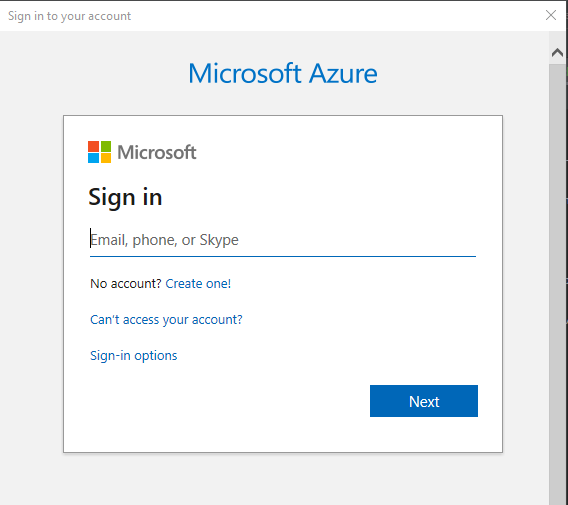 Sign in to your account
Microsoft Azure
Microsoft
Sign in
Email, phone, or Skype
No account? Create one!
Can't access your account?
Sign-in options
Next